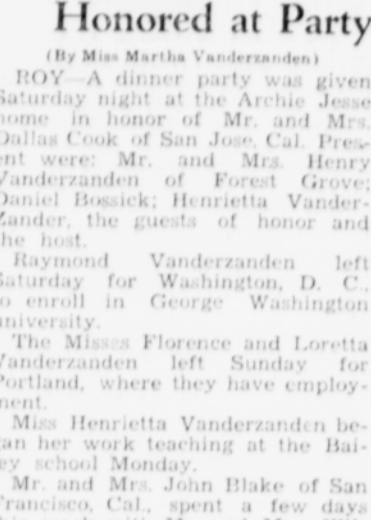 Honored at Party
(By Miss Martha Vanderzanden)
ROY—A dinner party was given
Saturday night at the Archie Jesse
home in honor of Mr. and Mrs.
Dallas Cook of San Jose, Cal. Pres-
ent were: Mr. and Mrs. Henry
Vanderzanden of Forest Grove;
Daniel Bossick; Henrietta Vander-
Zander, the guests of honor and
the host.
Raymond Vanderzanden left
Saturday for Washington, D. C.,
to enroll in George Washington
university.
The Misses Florence and Loretta
Vanderzanden left Sunday for
Portland, where they have employ-
ment.
Miss Henrietta Vanderzanden be-
gan her work teaching at the Bai-
ley school Monday.
Mr. and Mrs. John Blake of San
Francisco, Cal., spent a few days